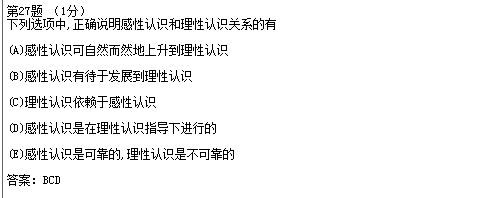 第27题 （1分）
下列选项中,正确说明感性认识和理性认识关系的有
(A)感性认识可自然而然地上升到理性认识
(B)感性认识有待于发展到理性认识
(C)理性认识依赖于感性认识
(D)感性认识是在理性认识指导下进行的
(E)感性认识是可靠的,理性认识是不可靠的
答案：BCD